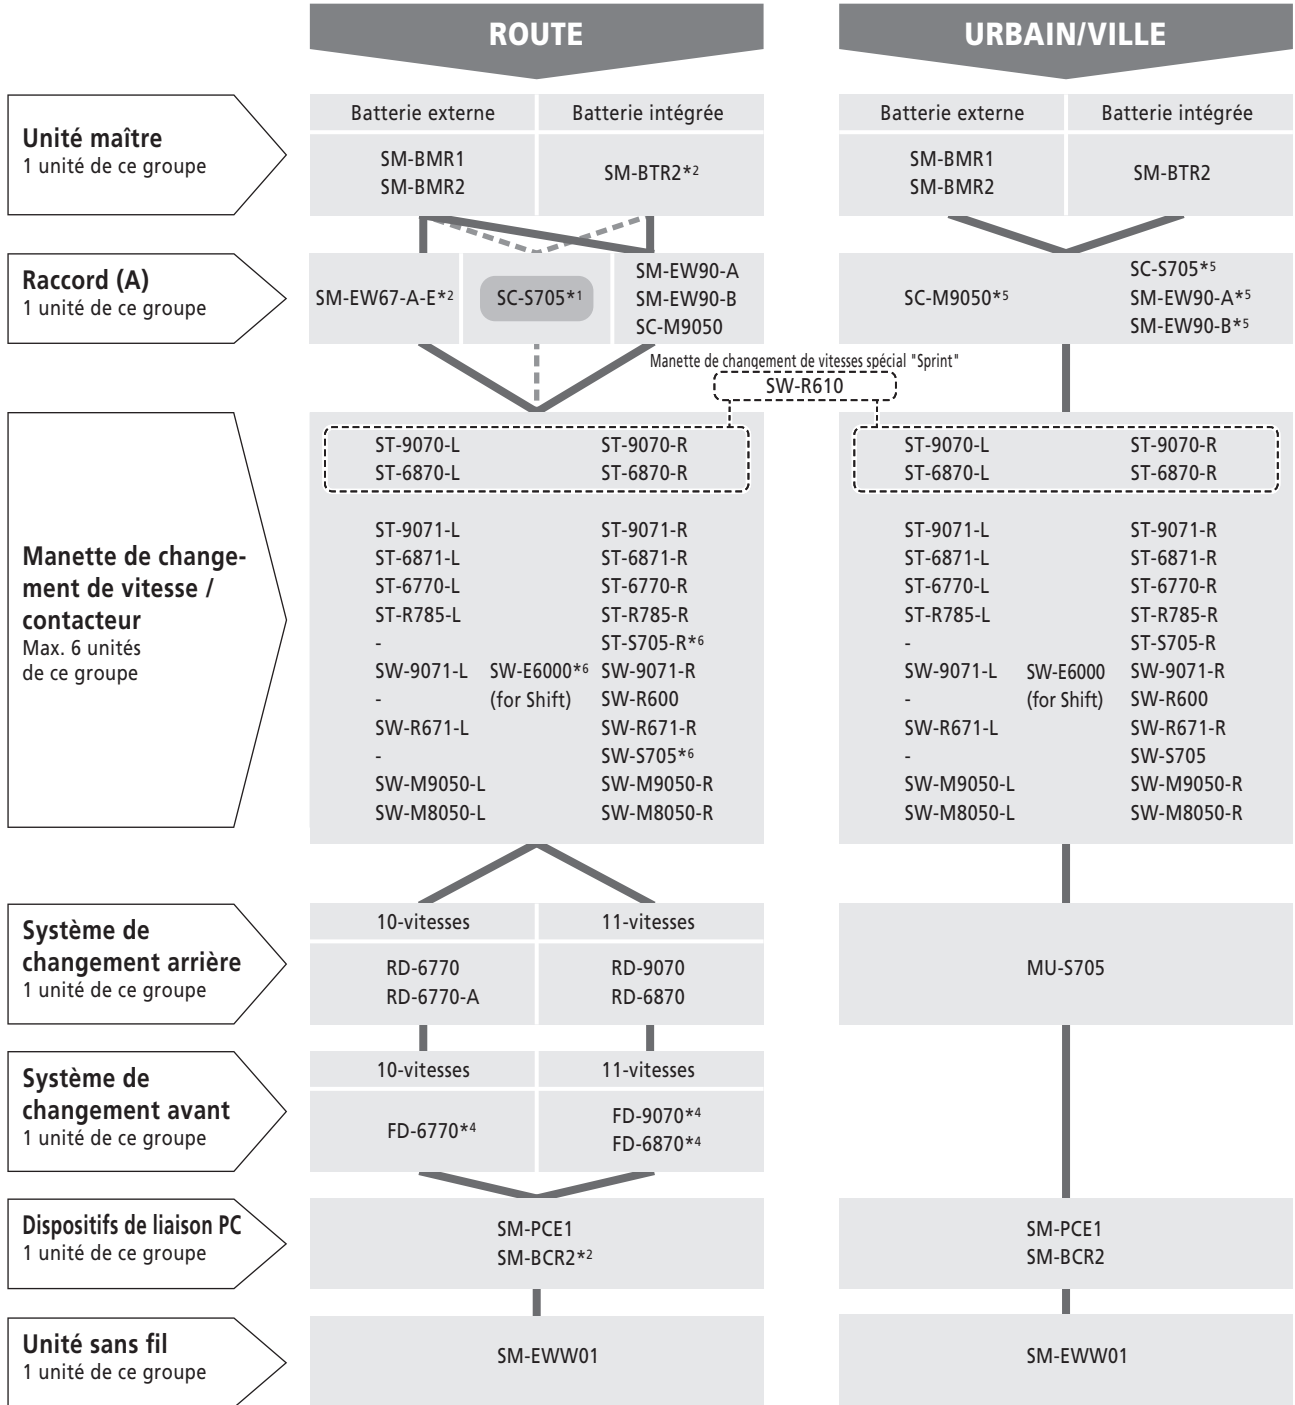 ROUTE
URBAIN/VILLE
Unité maître
1 unité de ce groupe
Batterie externe
Batterie intégrée
SM-BMR1
SM-BMR2
SM-BTR2*2
Batterie externe
Batterie intégrée
SM-BMR1
SM-BMR2
SM-BTR2
Raccord (A)
1 unité de ce groupe
SM-EW67-A-E*2
SC-S705*1
SM-EW90-A
SM-EW90-B
SC-M9050
SC-M9050*5
SC-S705*5
SM-EW90-A*5
SM-EW90-B*5
Manette de changement de vitesses spécial "Sprint"
SW-R610
Manette de change-
ment de vitesse /
contacteur
Max. 6 unités
de ce groupe
ST-9070-L ST-9070-R
ST-6870-L ST-6870-R
ST-9071-L ST-9071-R
ST-6871-L ST-6871-R
ST-6770-L ST-6770-R
ST-R785-L ST-R785-R
- ST-S705-R*6
SW-9071-L SW-E6000*6 SW-9071-R
- (for Shift) SW-R600
SW-R671-L SW-R671-R
- SW-S705*6
SW-M9050-L SW-M9050-R
SW-M8050-L SW-M8050-R
ST-9070-L ST-9070-R
ST-6870-L ST-6870-R
ST-9071-L ST-9071-R
ST-6871-L ST-6871-R
ST-6770-L ST-6770-R
ST-R785-L ST-R785-R
- ST-S705-R
SW-9071-L SW-E6000 SW-9071-R
- (for Shift) SW-R600
SW-R671-L SW-R671-R
- SW-S705
SW-M9050-L SW-M9050-R
SW-M8050-L SW-M8050-R
Système de
changement arrière
1 unité de ce groupe
10-vitesses
11-vitesses
RD-6770
RD-6770-A
RD-9070
RD-6870
MU-S705
Système de
changement avant
1 unité de ce groupe
10-vitesses
11-vitesses
FD-6770*4
FD-9070*4
FD-6870*4
Dispositifs de liaison PC
1 unité de ce groupe
SM-PCE1
SM-BCR2*2
SM-PCE1
SM-BCR2
Unité sans fil
1 unité de ce groupe
SM-EWW01
SM-EWW01